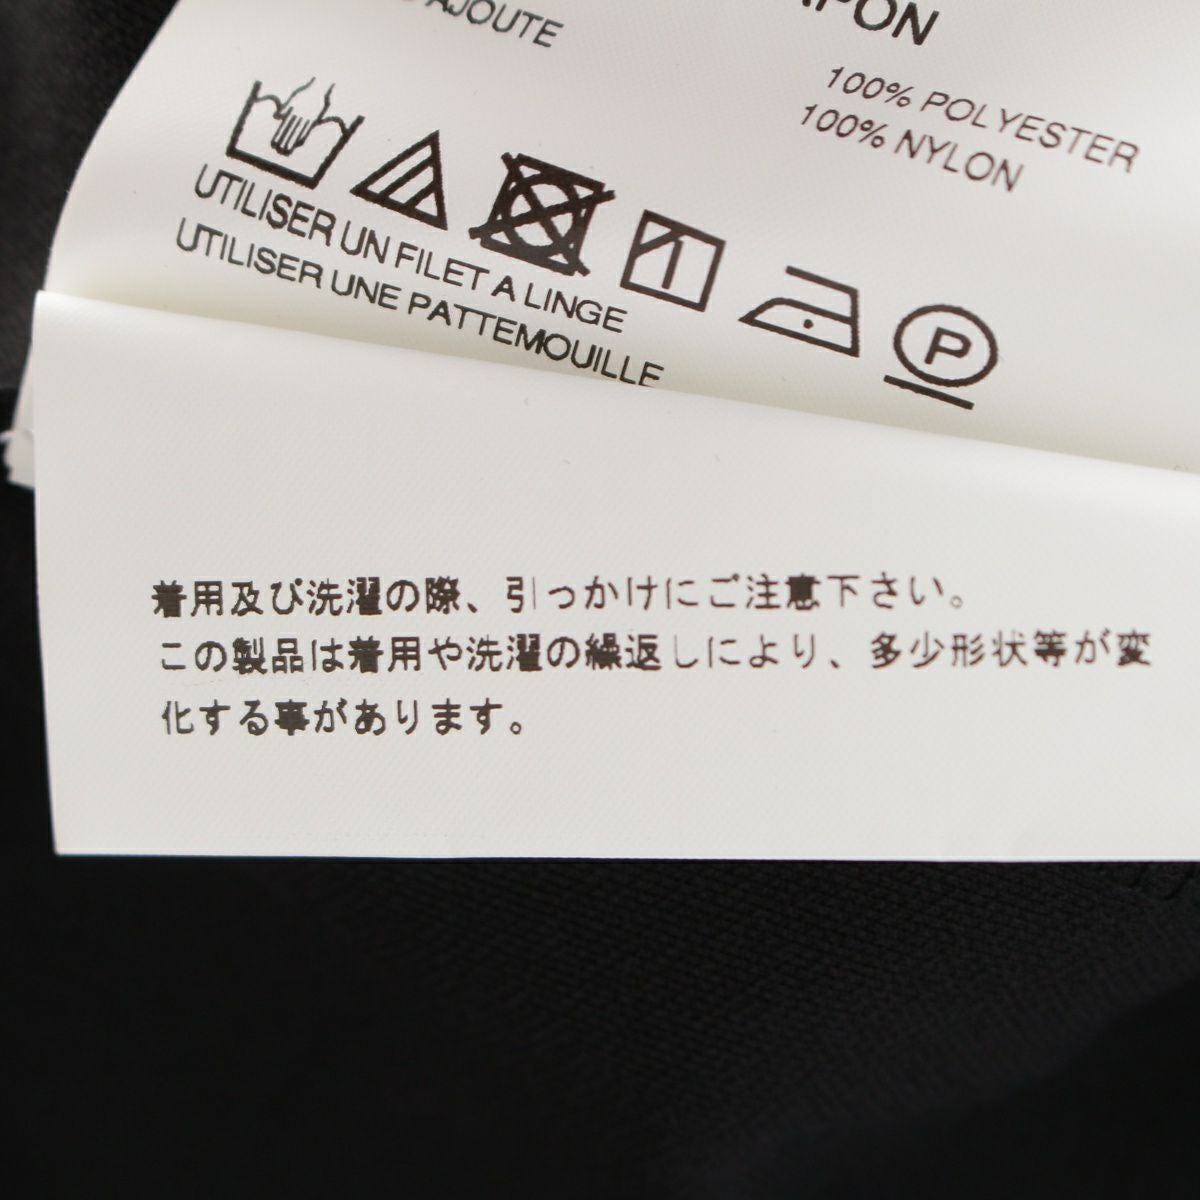 AJOUTE
100% POLYESTER
100% NYLON
UTILISER UN FILET A LINGE
UTILISER UNE PATTEMOUILLE
P
着用及び洗濯の際、引っかけにご注意下さい。
この製品は着用や洗濯の繰返しにより、多少形状等が変
化する事があります。